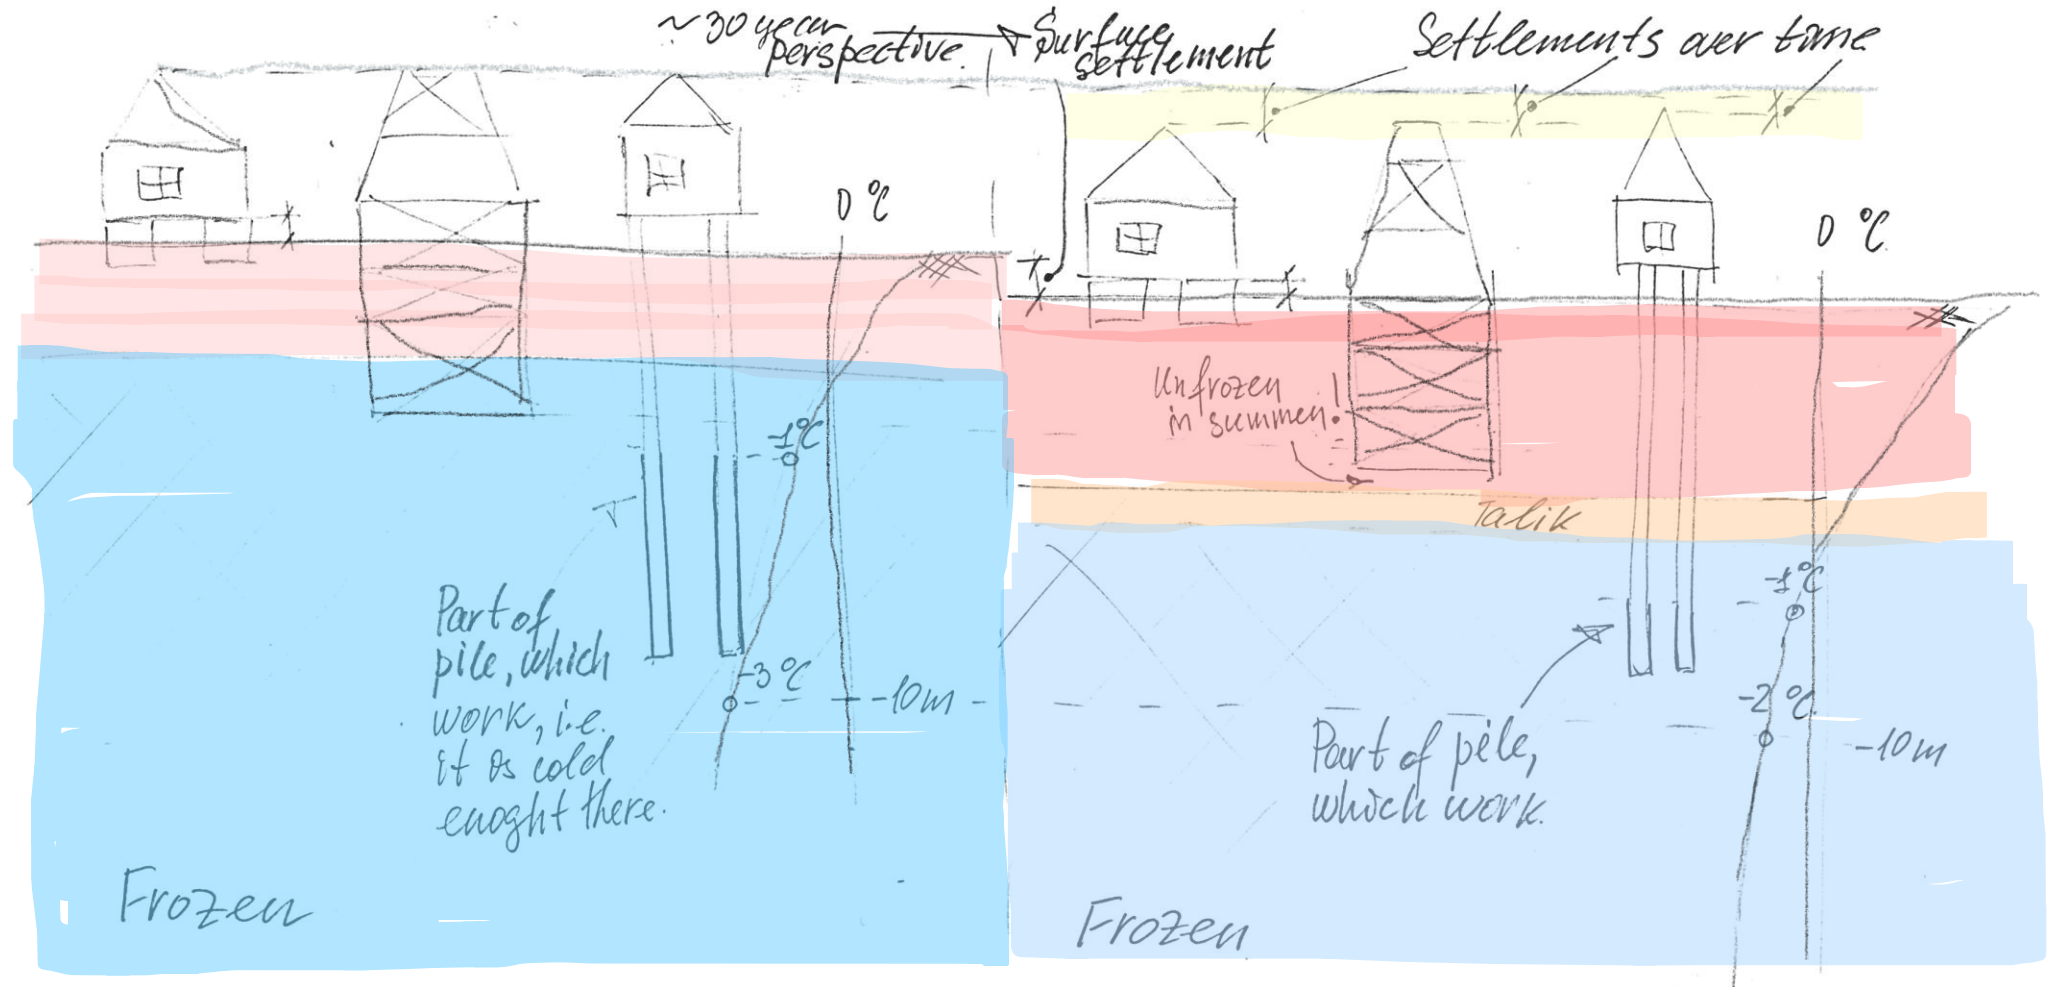 ~30 year
perspective.
Surface
settlement
Settlements over time
0 °C
-1°C
-3 °C
-10m
Part of
pile, which
work, i.e.
it is cold
enoght there.
Frozen
0 °C
Unfrozen
in summer!
Talik
-1°C
-2 °C
-10m
Part of pile,
which work.
Frozen